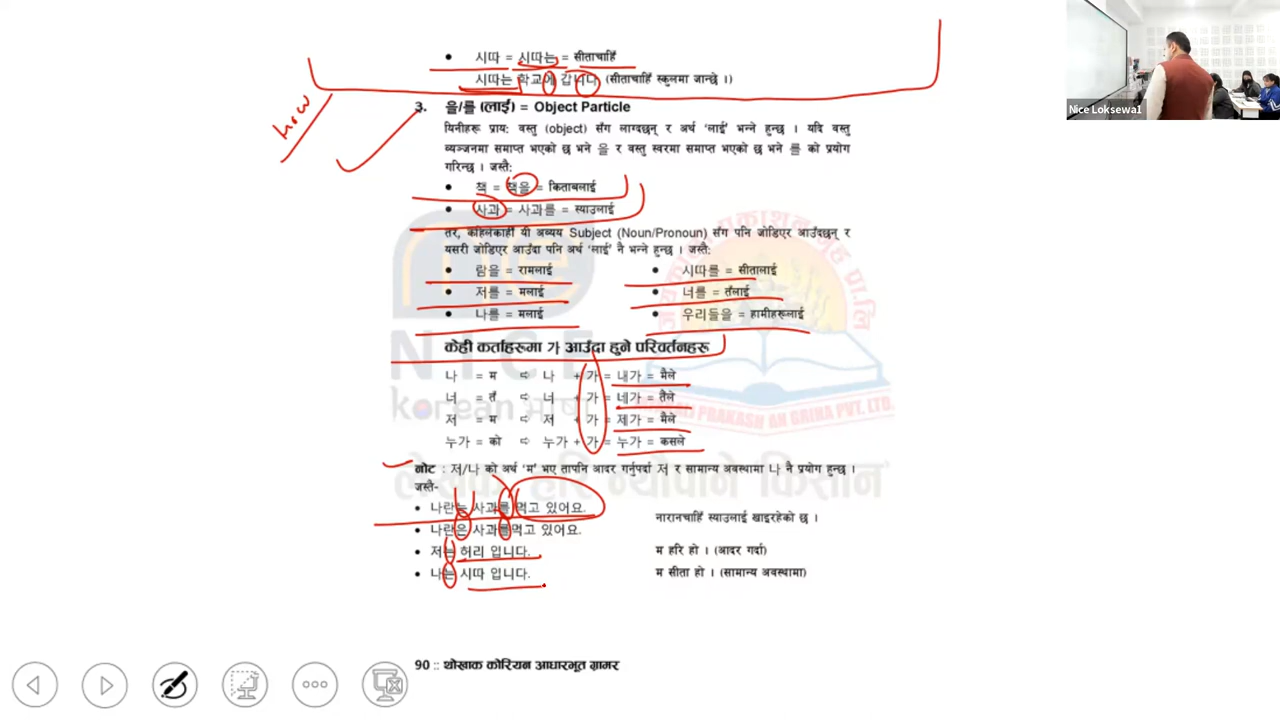 • 시따 = 시따는 = सीताचाहिँ
시따는 학교에 갑니다 (सीताचाहिँ स्कुलमा जान्छे ।)
how
3. 을/를 (लाई) = Object Particle
यिनीहरू प्राय: वस्तु (object) सँग लाग्दछन् र अर्थ 'लाई' भन्ने हुन्छ । यदि वस्तु
व्यञ्जनमा समाप्त भएको छ भने 을 र वस्तु स्वरमा समाप्त भएको छ भने 를 को प्रयोग
गरिन्छ । जस्तै:
• 책 = 책을 = किताबलाई
• 사과 = 사과를 = स्याउलाई
तर, कहिलेकाहीँ यी अव्यय Subject (Noun/Pronoun) सँग पनि जोडिएर आउँदछन् र
यसरी जोडिएर आउँदा पनि अर्थ 'लाई' नै भन्ने हुन्छ । जस्तै:
• 람을 = रामलाई
• 시따를 = सीतालाई
• 저를 = मलाई
• 너를 = तँलाई
• 나를 = मलाई
• 우리들을 = हामीहरूलाई
केही कर्ताहरूमा 가 आउँदा हुने परिवर्तनहरू
나 = म ⇨ 나 + 가 = 내가 = मैले
너 = तँ ⇨ 너 + 가 = 네가 = तैँले
저 = म ⇨ 저 + 가 = 제가 = मैले
누가 = को ⇨ 누가 + 가 = 누가 = कसले
नोट : 저/나 को अर्थ 'म' भए तापनि आदर गर्नुपर्दा 저 र सामान्य अवस्थामा 나 नै प्रयोग हुन्छ ।
जस्तै-
• 나란는 사과를 먹고 있어요.
• 나란은 사과를먹고 있어요.
नारानचाहिँ स्याउलाई खाइरहेको छ ।
• 저는 허리 입니다.
म हरि हो । (आदर गर्दा)
• 나는 시따 입니다.
म सीता हो । (सामान्य अवस्थामा)
90 :: थोखाक कोरियन आधारभूत ग्रामर
Nice Loksewa1
NICE
korean भाषा